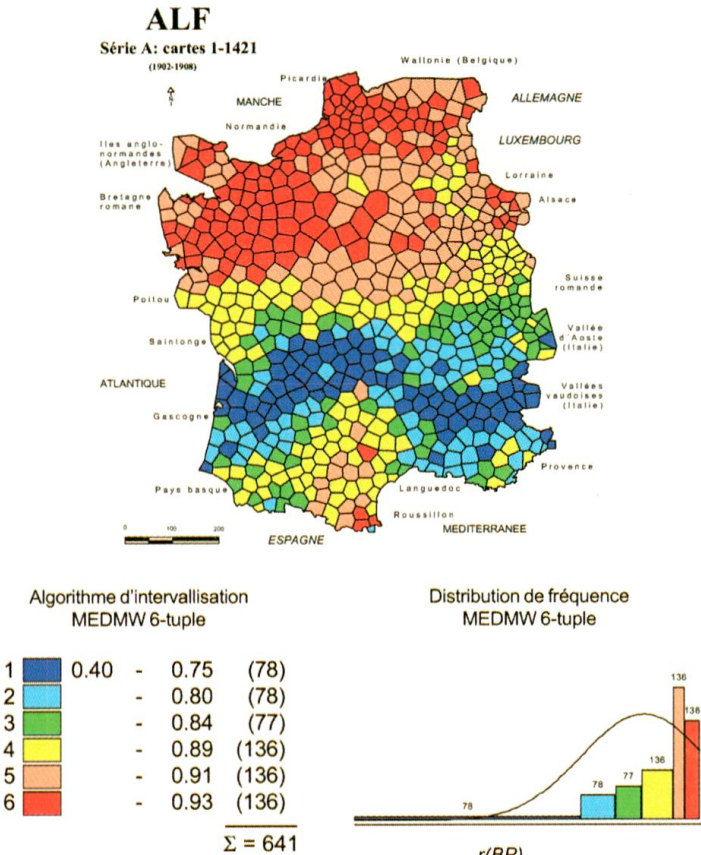 ALF
Série A: cartes 1-1421
(1902-1908)
Wallonie (Belgique)
Picardie
ALLEMAGNE
MANCHE
Normandie
LUXEMBOURG
Iles anglo-
normandes
(Angleterre)
Lorraine
Bretagne
romane
Alsace
Suisse
romande
Poitou
Vallée
d'Aoste
(Italie)
Saintonge
ATLANTIQUE
Vallées
vaudoises
(Italie)
Gascogne
Provence
Pays basque
Languedoc
Roussillon
MEDITERRANEE
0 100 200
ESPAGNE
Algorithme d'intervallisation
MEDMW 6-tuple
1 0.40 - 0.75 (78)
2 - 0.80 (78)
3 - 0.84 (77)
4 - 0.89 (136)
5 - 0.91 (136)
6 - 0.93 (136)
Σ = 641
Distribution de fréquence
MEDMW 6-tuple
136
136
136
78
77
78
r(BP)